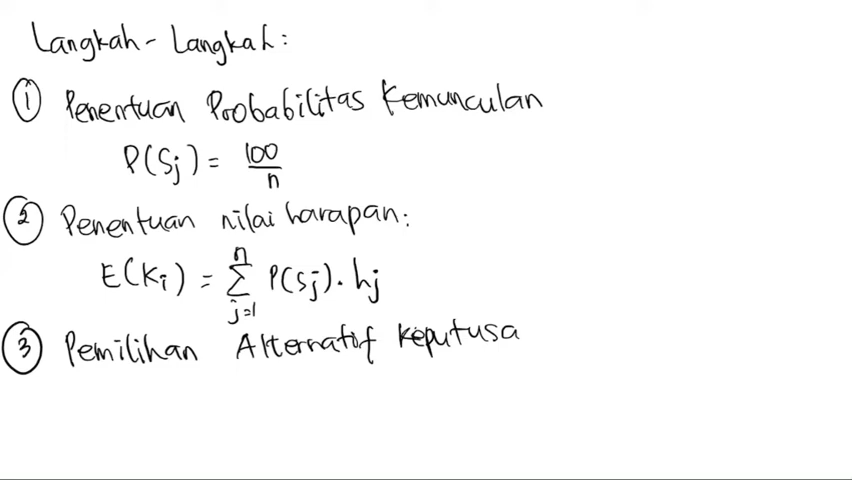 Langkah - Langkah :
① Penentuan Probabilitas Kemunculan
P(Sj) = 100/n
② Penentuan nilai harapan :
E(Ki) = ∑ⁿj=1 P(Sj) . hj
③ Pemilihan Alternatif Keputusa